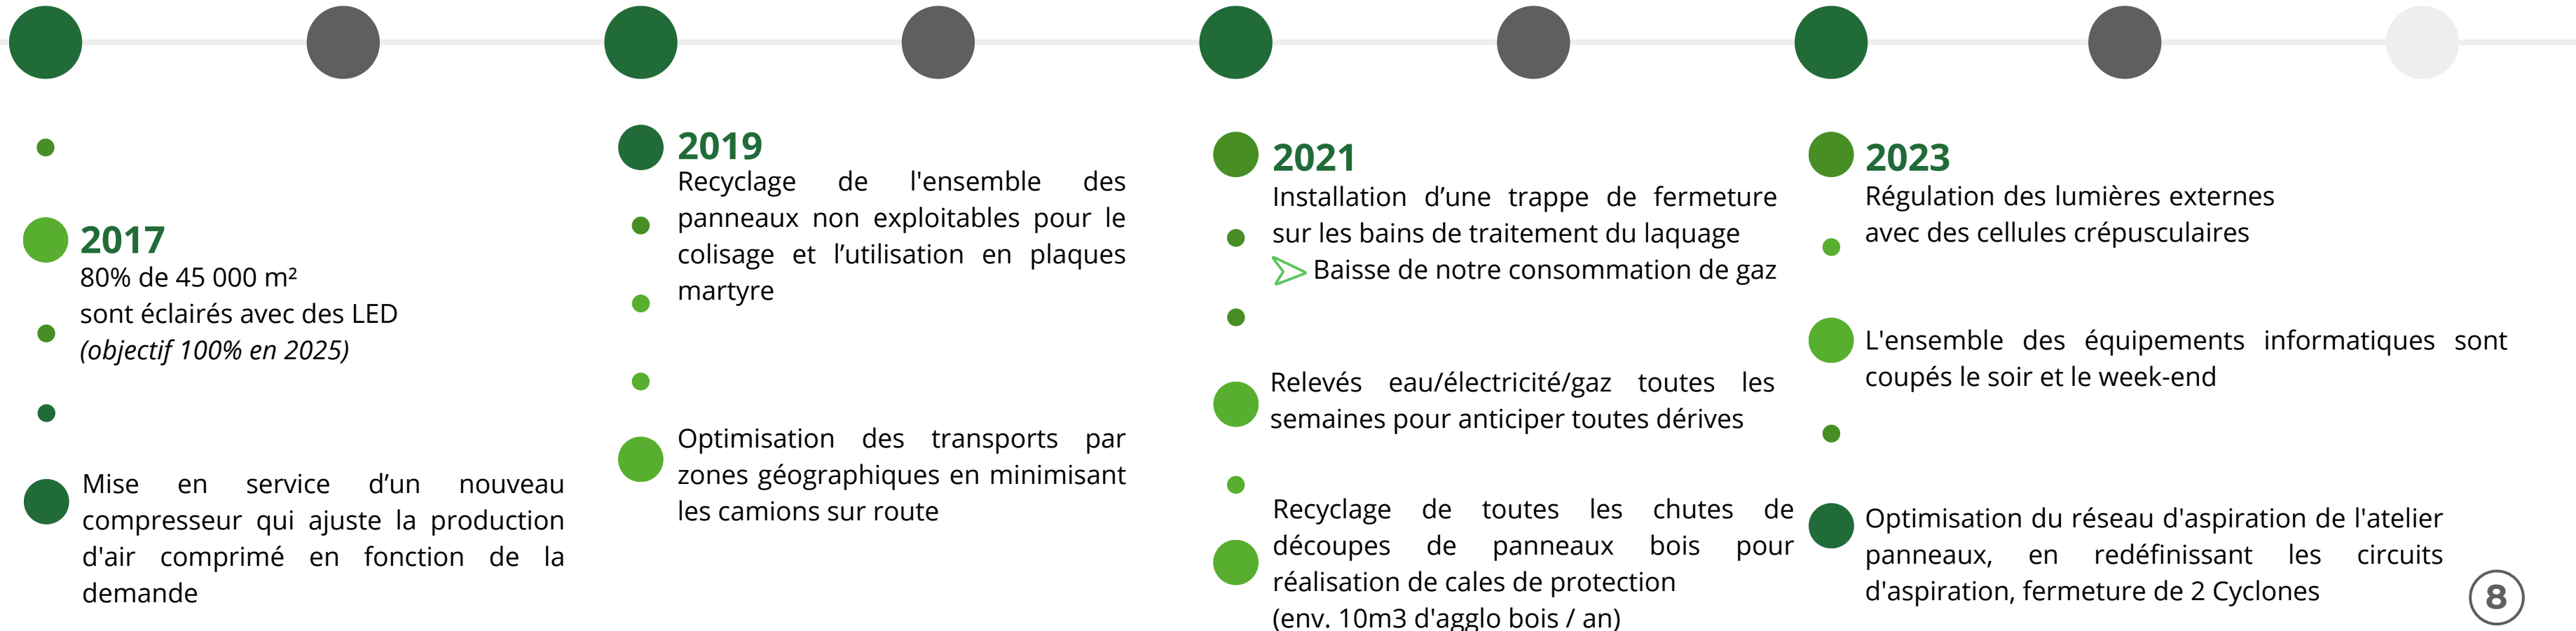 2017
80% de 45 000 m²
sont éclairés avec des LED
(objectif 100% en 2025)
Mise en service d’un nouveau
compresseur qui ajuste la production
d'air comprimé en fonction de la
demande
2019
Recyclage de l'ensemble des
panneaux non exploitables pour le
colisage et l’utilisation en plaques
martyre
Optimisation des transports par
zones géographiques en minimisant
les camions sur route
2021
Installation d’une trappe de fermeture
sur les bains de traitement du laquage
Baisse de notre consommation de gaz
Relevés eau/électricité/gaz toutes les
semaines pour anticiper toutes dérives
Recyclage de toutes les chutes de
découpes de panneaux bois pour
réalisation de cales de protection
(env. 10m3 d'agglo bois / an)
2023
Régulation des lumières externes
avec des cellules crépusculaires
L'ensemble des équipements informatiques sont
coupés le soir et le week-end
Optimisation du réseau d'aspiration de l'atelier
panneaux, en redéfinissant les circuits
d'aspiration, fermeture de 2 Cyclones
8